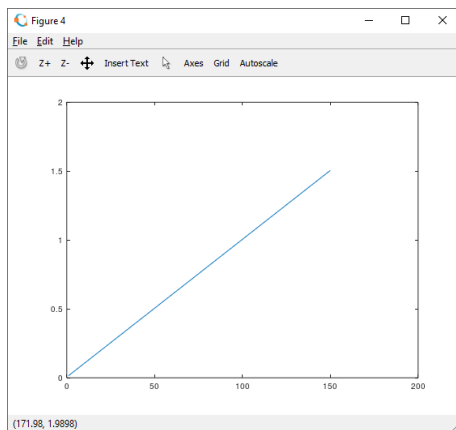 Figure 4
File Edit Help
Z+ Z- Insert Text Axes Grid Autoscale
2
1.5
1
0.5
0
0 50 100 150 200
(171.98, 1.9898)